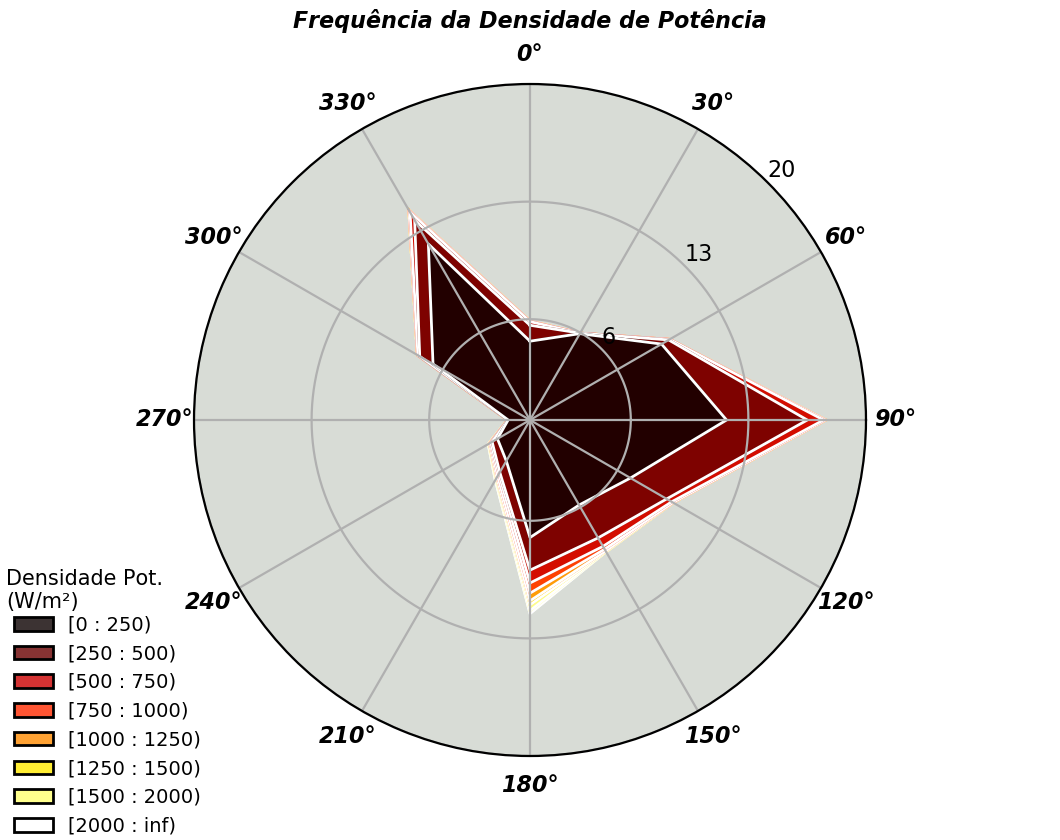 Frequência da Densidade de Potência
0°
30°
60°
90°
120°
150°
180°
210°
240°
270°
300°
330°
6
13
20
Densidade Pot.
(W/m²)
[0 : 250)
[250 : 500)
[500 : 750)
[750 : 1000)
[1000 : 1250)
[1250 : 1500)
[1500 : 2000)
[2000 : inf)